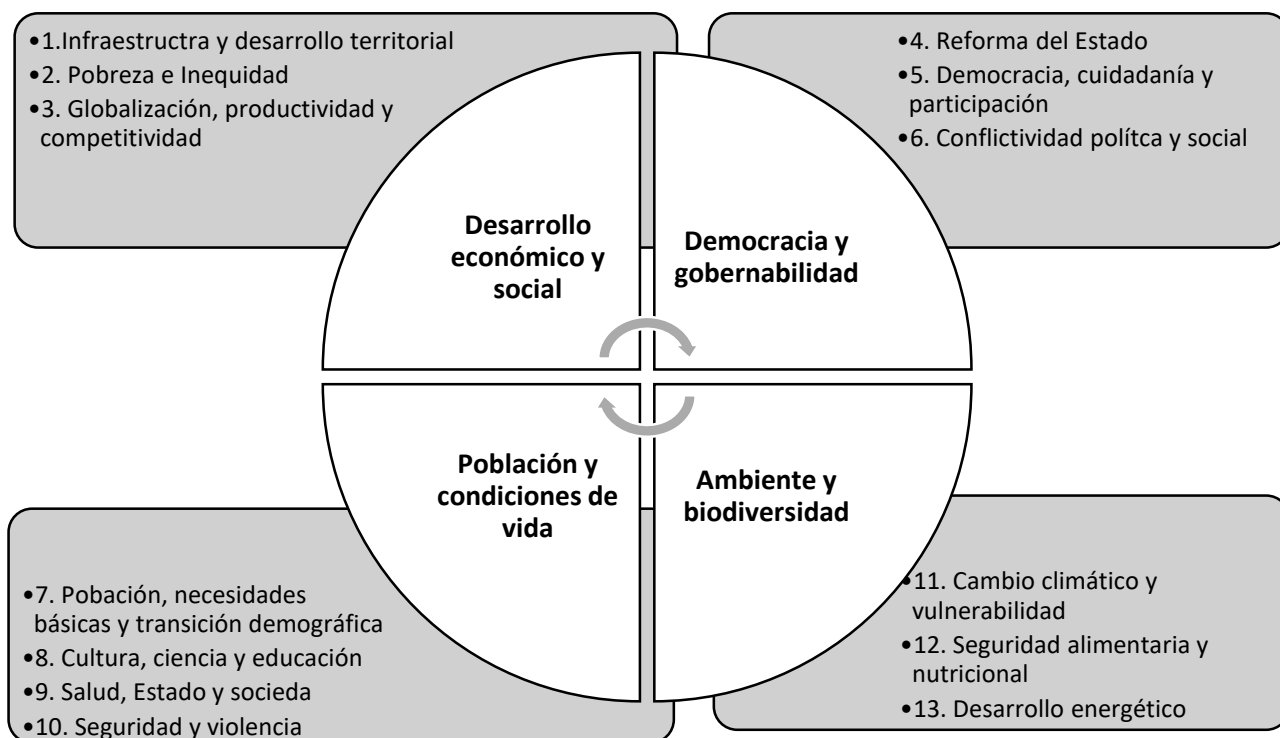 •1.Infraestructra y desarrollo territorial
•2. Pobreza e Inequidad
•3. Globalización, productividad y
competitividad
•4. Reforma del Estado
•5. Democracia, cuidadanía y
participación
•6. Conflictividad polítca y social
Desarrollo
económico y
social
Democracia y
gobernabilidad
Población y
condiciones de
vida
Ambiente y
biodiversidad
•7. Pobación, necesidades
básicas y transición demográfica
•8. Cultura, ciencia y educación
•9. Salud, Estado y socieda
•10. Seguridad y violencia
•11. Cambio climático y
vulnerabilidad
•12. Seguridad alimentaria y
nutricional
•13. Desarrollo energético